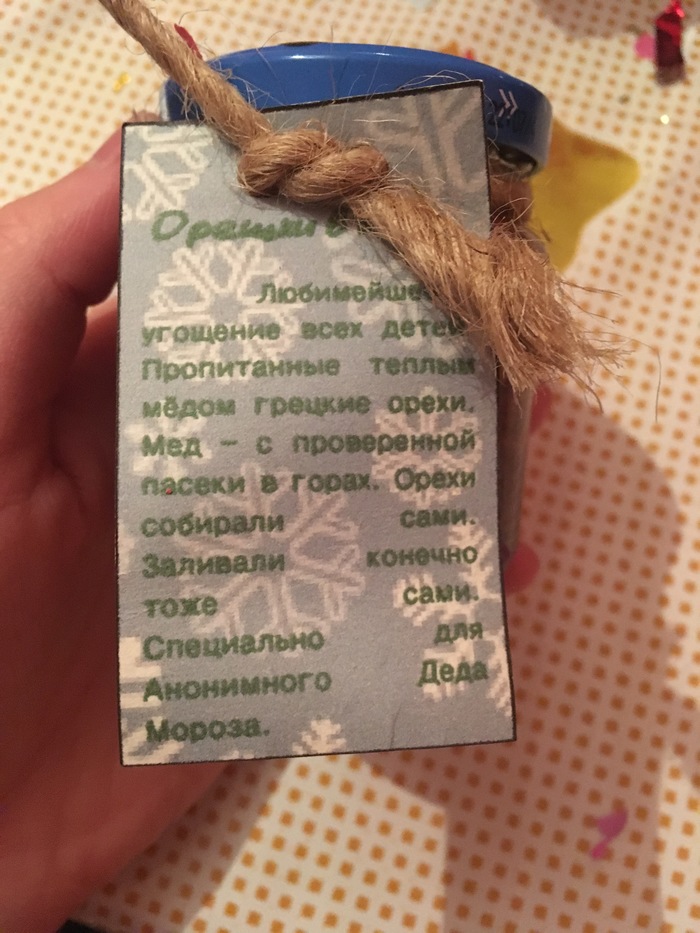 Любимейшее
угощение всех детей.
Пропитанные теплым
мёдом грецкие орехи.
Мед – с проверенной
пасеки в горах. Орехи
собирали сами.
Заливали конечно
тоже сами.
Специально для
Анонимного Деда
Мороза.